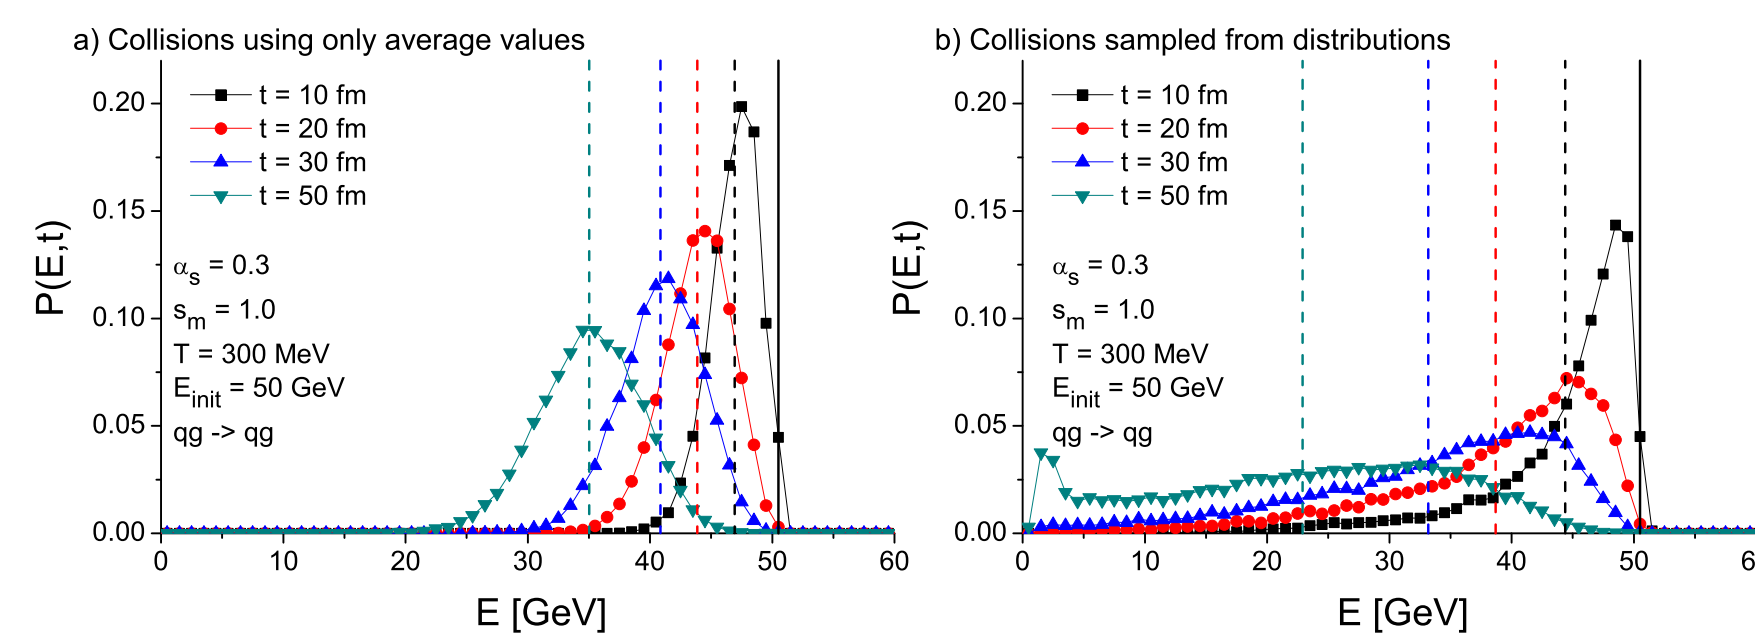 a) Collisions using only average values
t = 10 fm
t = 20 fm
t = 30 fm
t = 50 fm
αs = 0.3
sm = 1.0
T = 300 MeV
Einit = 50 GeV
qg -> qg
P(E,t)
0.20
0.15
0.10
0.05
0.00
0 10 20 30 40 50 60
E [GeV]
b) Collisions sampled from distributions
t = 10 fm
t = 20 fm
t = 30 fm
t = 50 fm
αs = 0.3
sm = 1.0
T = 300 MeV
Einit = 50 GeV
qg -> qg
P(E,t)
0.20
0.15
0.10
0.05
0.00
0 10 20 30 40 50 6
E [GeV]